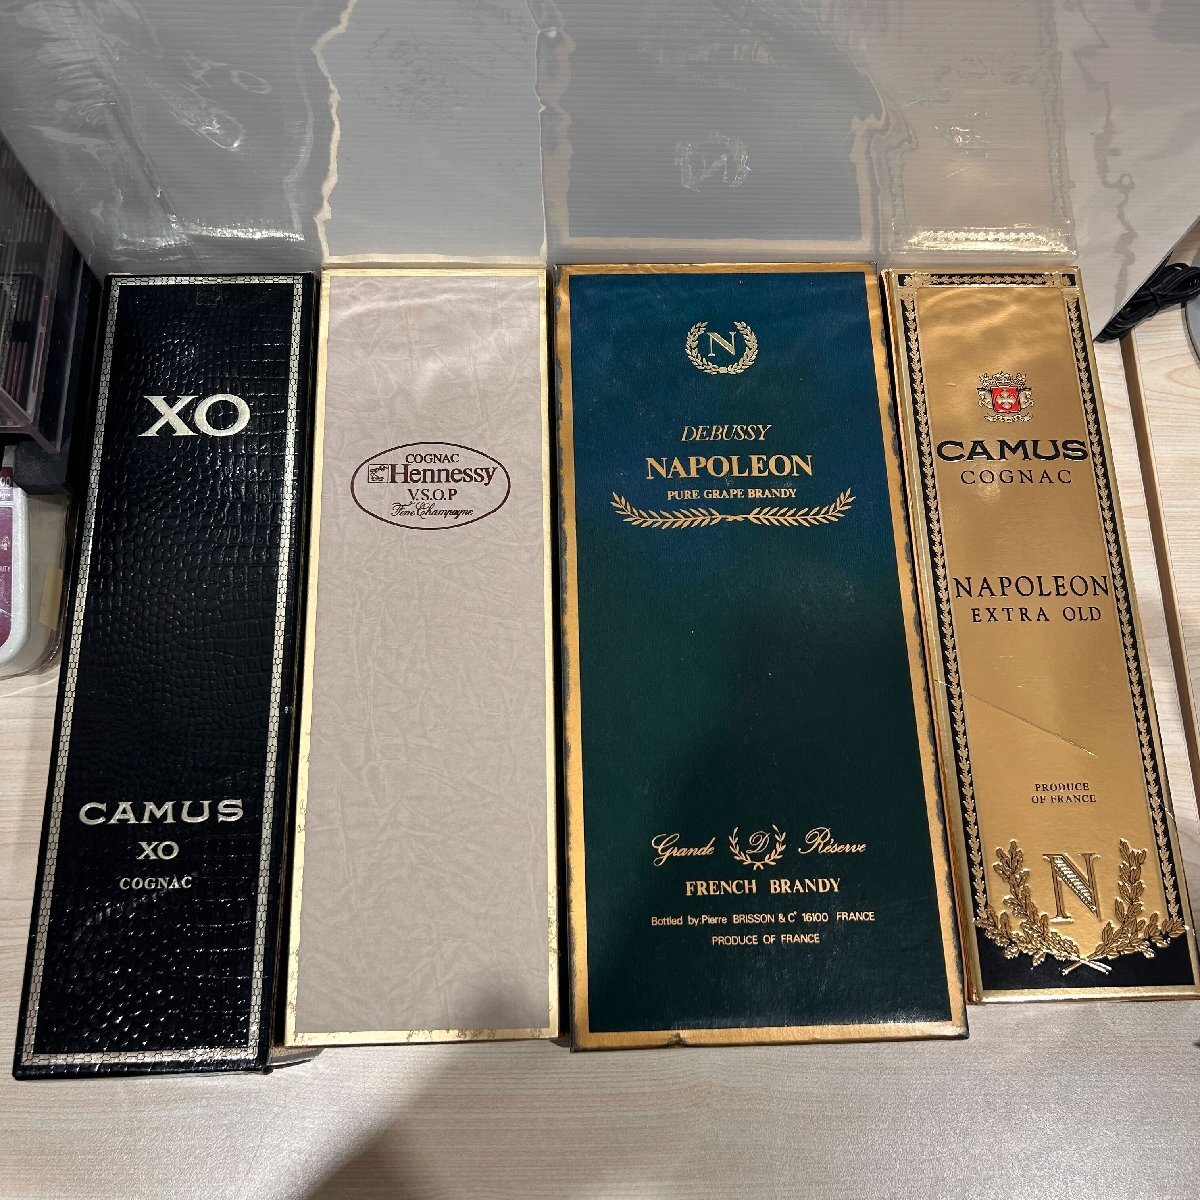 XO
CAMUS
XO
COGNAC
COGNAC
Hennessy
V.S.O.P
Fine Champagne
N
DEBUSSY
NAPOLEON
PURE GRAPE BRANDY
Grande D Réserve
FRENCH BRANDY
Bottled by:Pierre BRISSON & Cº 16100 FRANCE
PRODUCE OF FRANCE
CAMUS
COGNAC
NAPOLEON
EXTRA OLD
PRODUCE
OF FRANCE
N